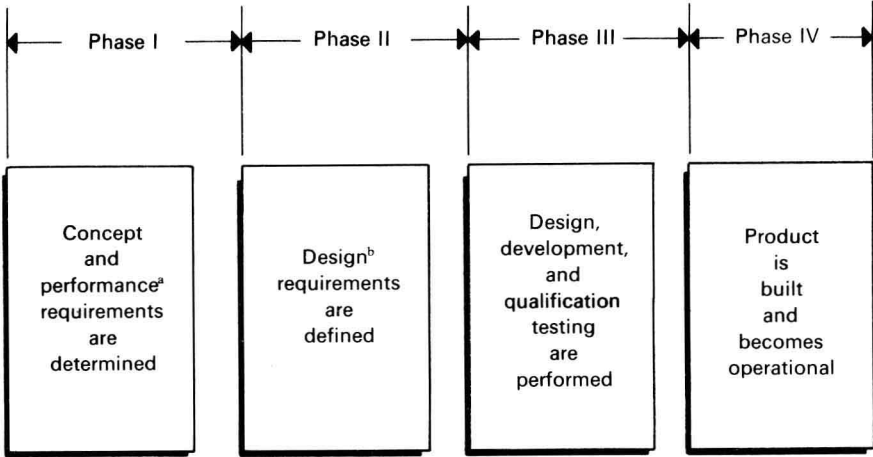 Phase I
Phase II
Phase III
Phase IV
Concept
and
performanceᵃ
requirements
are
determined
Designᵇ
requirements
are
defined
Design,
development,
and
qualification
testing
are
performed
Product
is
built
and
becomes
operational